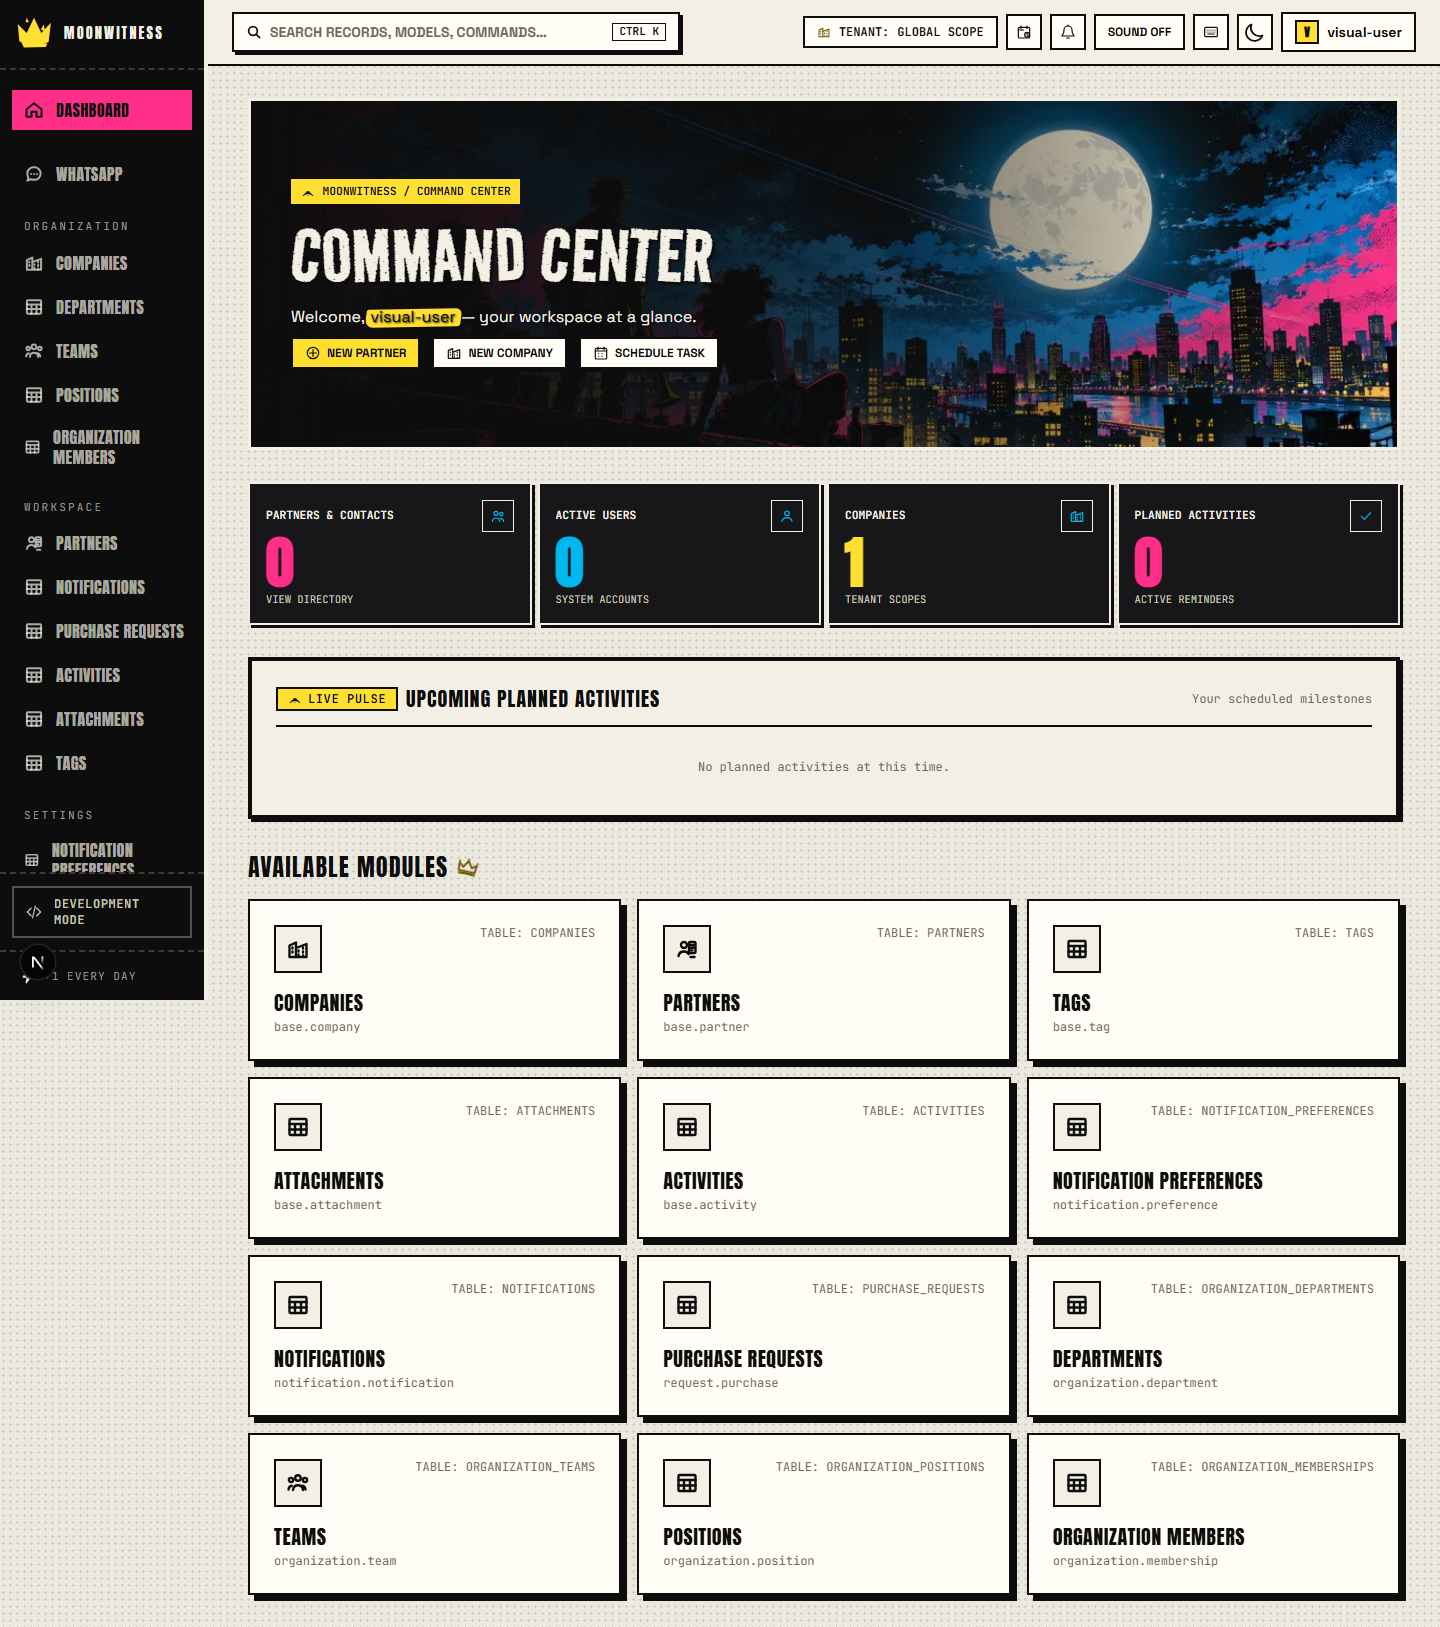 MOONWITNESS
SEARCH RECORDS, MODELS, COMMANDS...
CTRL K
TENANT: GLOBAL SCOPE
SOUND OFF
visual-user
DASHBOARD
WHATSAPP
ORGANIZATION
COMPANIES
DEPARTMENTS
TEAMS
POSITIONS
ORGANIZATION
MEMBERS
WORKSPACE
PARTNERS
NOTIFICATIONS
PURCHASE REQUESTS
ACTIVITIES
ATTACHMENTS
TAGS
SETTINGS
NOTIFICATION
PREFERENCES
DEVELOPMENT
MODE
N
1 EVERY DAY
MOONWITNESS / COMMAND CENTER
COMMAND CENTER
Welcome, visual-user — your workspace at a glance.
NEW PARTNER
NEW COMPANY
SCHEDULE TASK
PARTNERS & CONTACTS
0
VIEW DIRECTORY
ACTIVE USERS
0
SYSTEM ACCOUNTS
COMPANIES
1
TENANT SCOPES
PLANNED ACTIVITIES
0
ACTIVE REMINDERS
LIVE PULSE
UPCOMING PLANNED ACTIVITIES
Your scheduled milestones
No planned activities at this time.
AVAILABLE MODULES
TABLE: COMPANIES
COMPANIES
base.company
TABLE: PARTNERS
PARTNERS
base.partner
TABLE: TAGS
TAGS
base.tag
TABLE: ATTACHMENTS
ATTACHMENTS
base.attachment
TABLE: ACTIVITIES
ACTIVITIES
base.activity
TABLE: NOTIFICATION_PREFERENCES
NOTIFICATION PREFERENCES
notification.preference
TABLE: NOTIFICATIONS
NOTIFICATIONS
notification.notification
TABLE: PURCHASE_REQUESTS
PURCHASE REQUESTS
request.purchase
TABLE: ORGANIZATION_DEPARTMENTS
DEPARTMENTS
organization.department
TABLE: ORGANIZATION_TEAMS
TEAMS
organization.team
TABLE: ORGANIZATION_POSITIONS
POSITIONS
organization.position
TABLE: ORGANIZATION_MEMBERSHIPS
ORGANIZATION MEMBERS
organization.membership